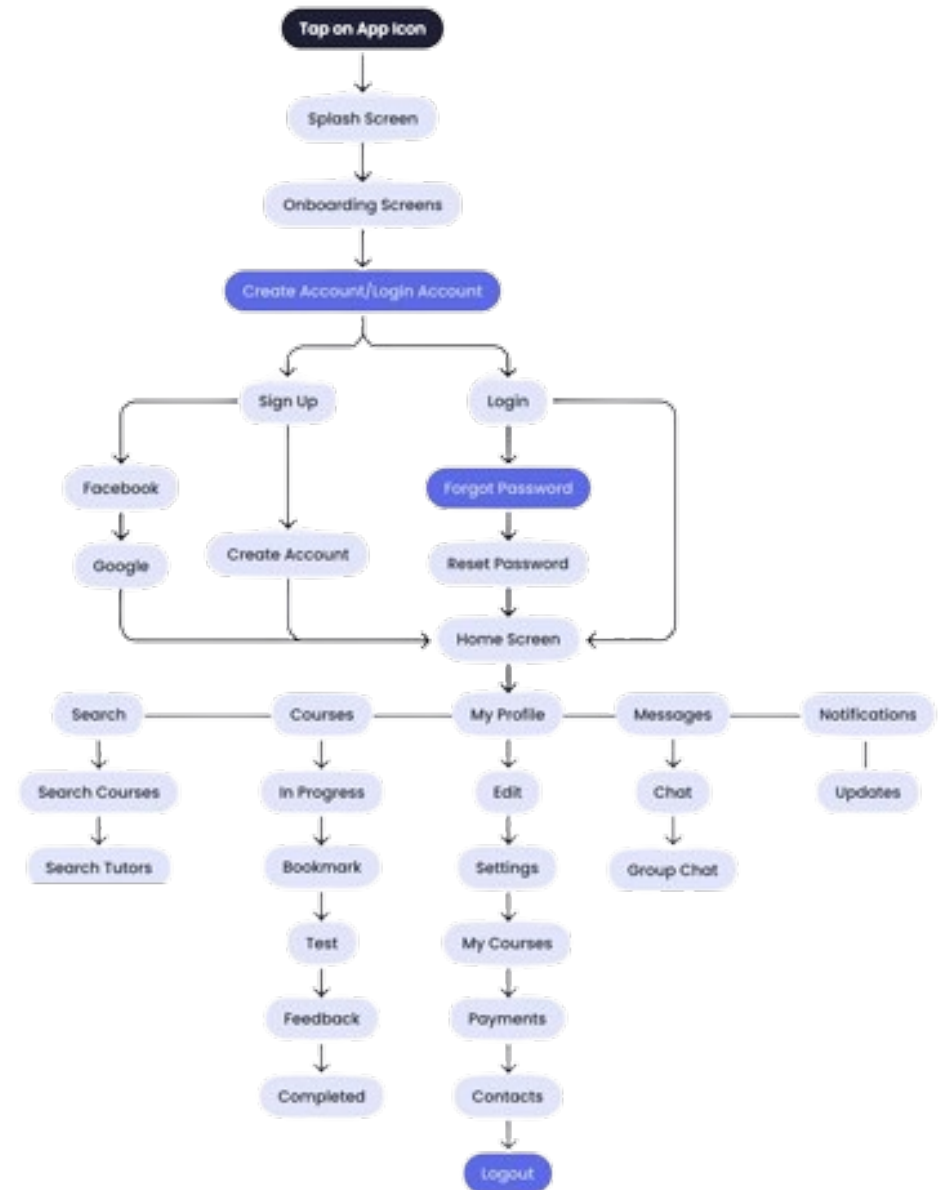 Tap on App Icon
Splash Screen
Onboarding Screens
Create Account/Login Account
Sign Up
Login
Facebook
Forgot Password
Create Account
Google
Reset Password
Home Screen
Search
Courses
My Profile
Messages
Notifications
Search Courses
In Progress
Edit
Chat
Updates
Search Tutors
Bookmark
Settings
Group Chat
Test
My Courses
Feedback
Payments
Completed
Contacts
Logout